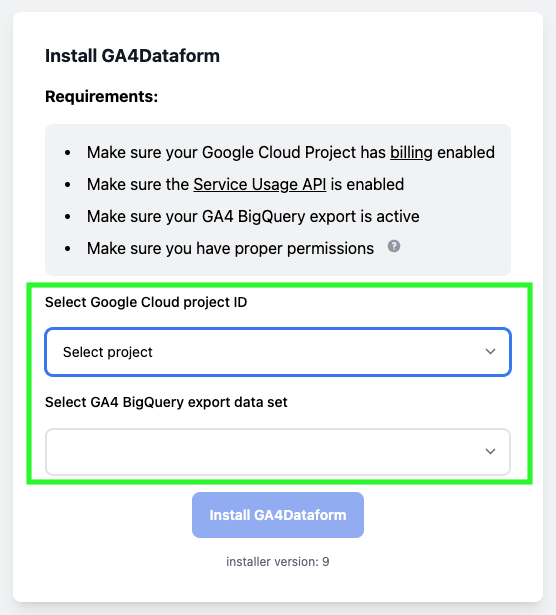 Install GA4Dataform
Requirements:
• Make sure your Google Cloud Project has billing enabled
• Make sure the Service Usage API is enabled
• Make sure your GA4 BigQuery export is active
• Make sure you have proper permissions ?
Select Google Cloud project ID
Select project
Select GA4 BigQuery export data set
Install GA4Dataform
installer version: 9